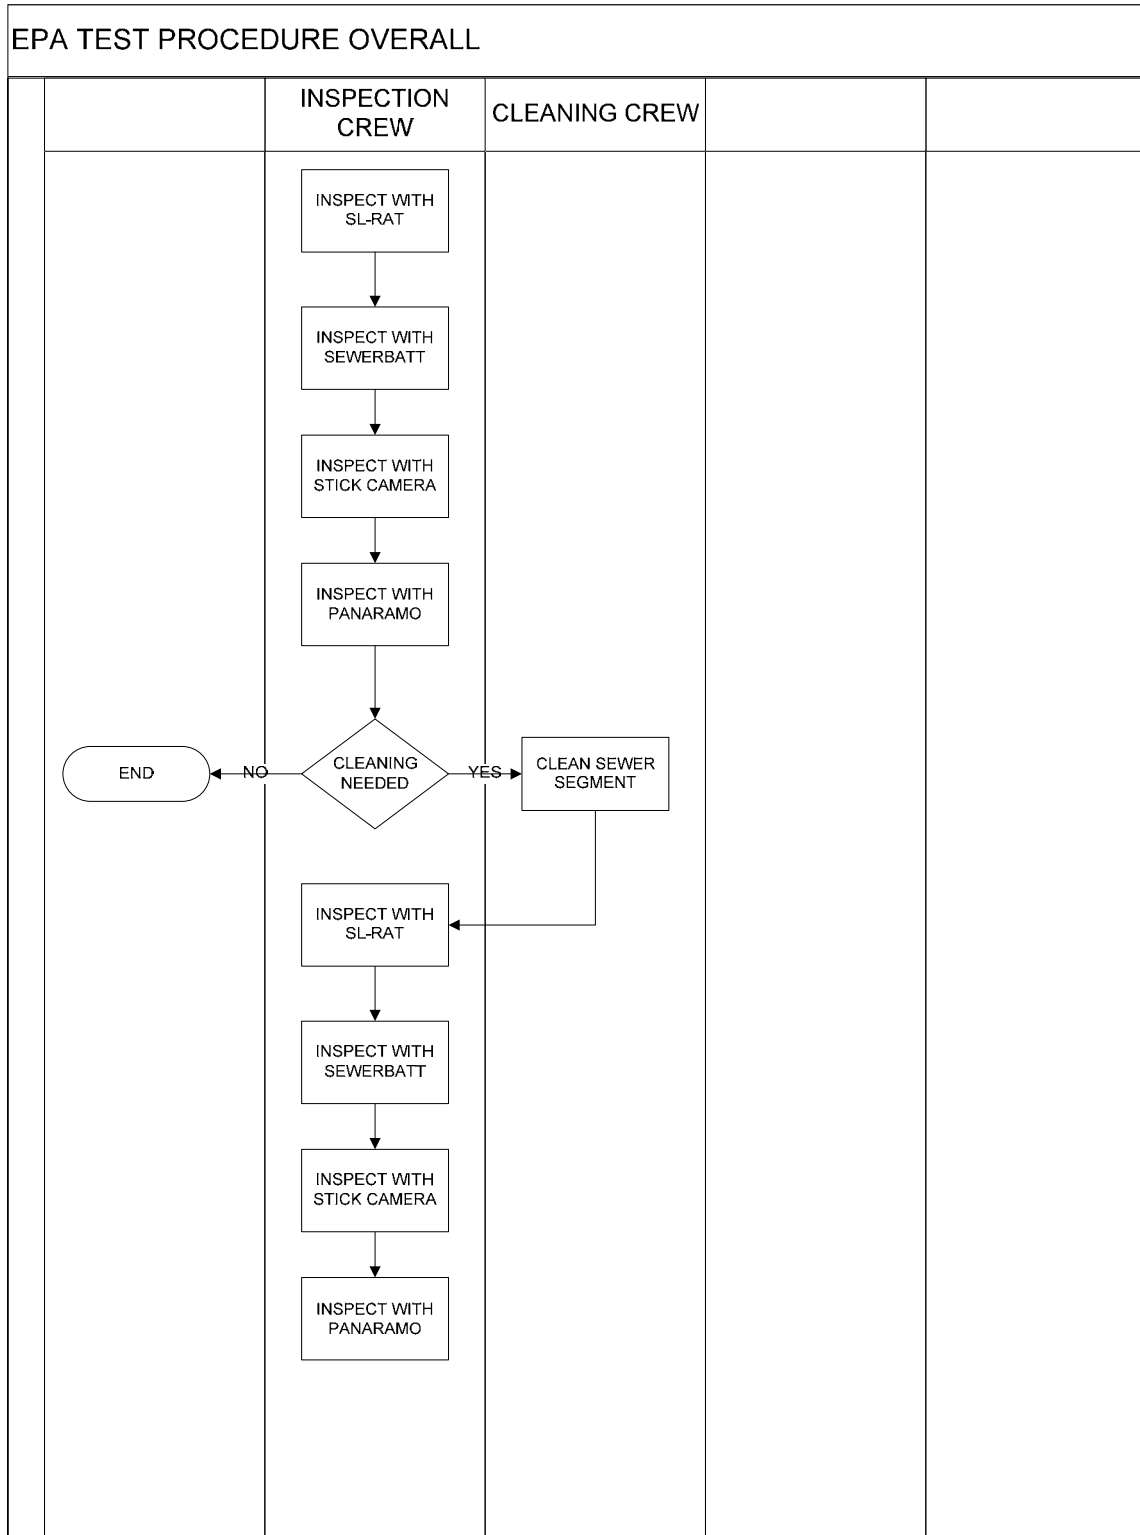 EPA TEST PROCEDURE OVERALL
INSPECTION
CREW
CLEANING CREW
INSPECT WITH
SL-RAT
INSPECT WITH
SEWERBATT
INSPECT WITH
STICK CAMERA
INSPECT WITH
PANARAMO
END
NO
CLEANING
NEEDED
YES
CLEAN SEWER
SEGMENT
INSPECT WITH
SL-RAT
INSPECT WITH
SEWERBATT
INSPECT WITH
STICK CAMERA
INSPECT WITH
PANARAMO